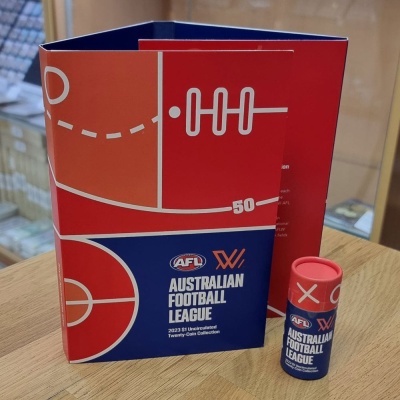 50
AFL
W
AUSTRALIAN
FOOTBALL
LEAGUE
2023 $1 Uncirculated
Twenty-Coin Collection
X O
AFL
W
AUSTRALIAN
FOOTBALL
LEAGUE